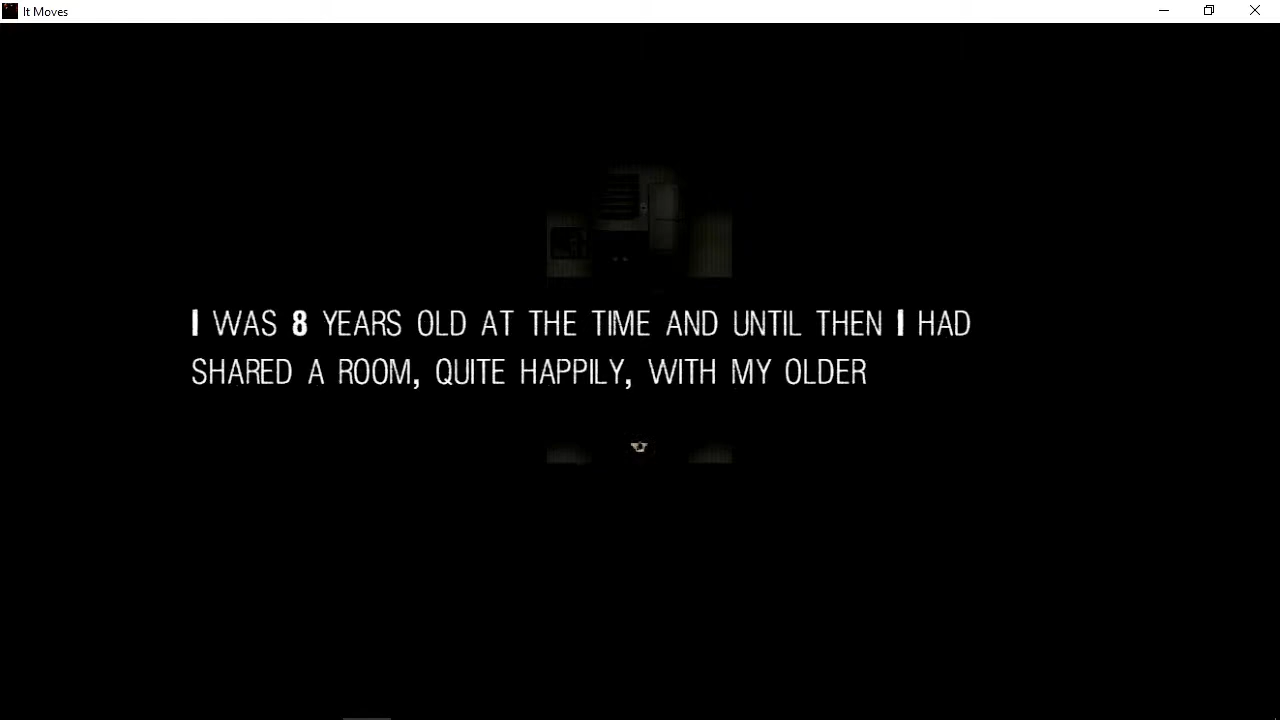 It Moves
I WAS 8 YEARS OLD AT THE TIME AND UNTIL THEN I HAD
SHARED A ROOM, QUITE HAPPILY, WITH MY OLDER